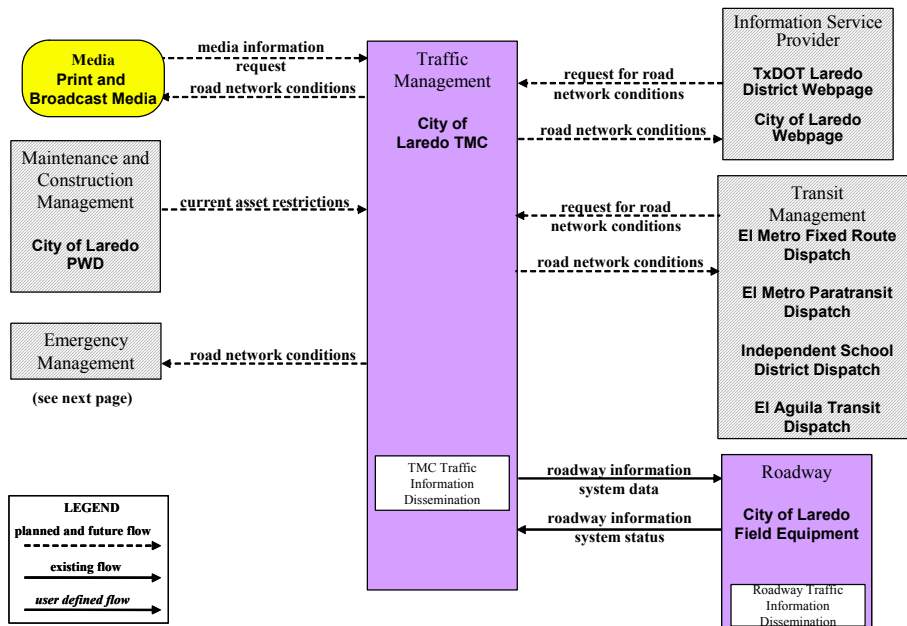 Media
Print and
Broadcast Media
media information
request
road network conditions
Maintenance and
Construction
Management
City of Laredo
PWD
current asset restrictions
Emergency
Management
(see next page)
road network conditions
Traffic
Management
City of
Laredo TMC
TMC Traffic
Information
Dissemination
Information Service
Provider
TxDOT Laredo
District Webpage
City of Laredo
Webpage
request for road
network conditions
road network conditions
Transit
Management
El Metro Fixed Route
Dispatch
El Metro Paratransit
Dispatch
Independent School
District Dispatch
El Aguila Transit
Dispatch
request for road
network conditions
road network conditions
roadway information
system data
roadway information
system status
Roadway
City of Laredo
Field Equipment
Roadway Traffic
Information
Dissemination
LEGEND
planned and future flow
existing flow
user defined flow